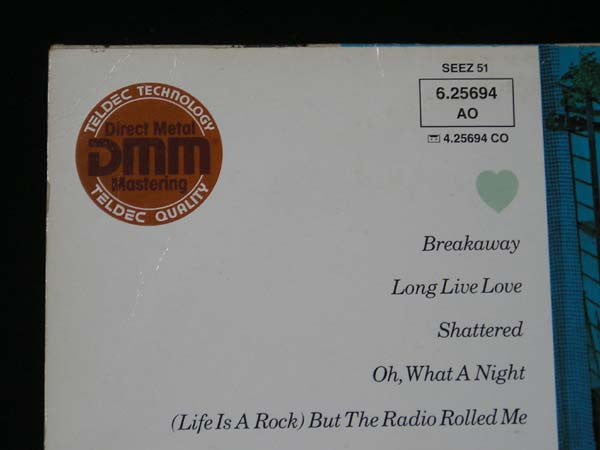 TELDEC TECHNOLOGY
Direct Metal
DMM
Mastering
TELDEC QUALITY
SEEZ 51
6.25694
AO
4.25694 CO
Breakaway
Long Live Love
Shattered
Oh, What A Night
(Life Is A Rock) But The Radio Rolled Me